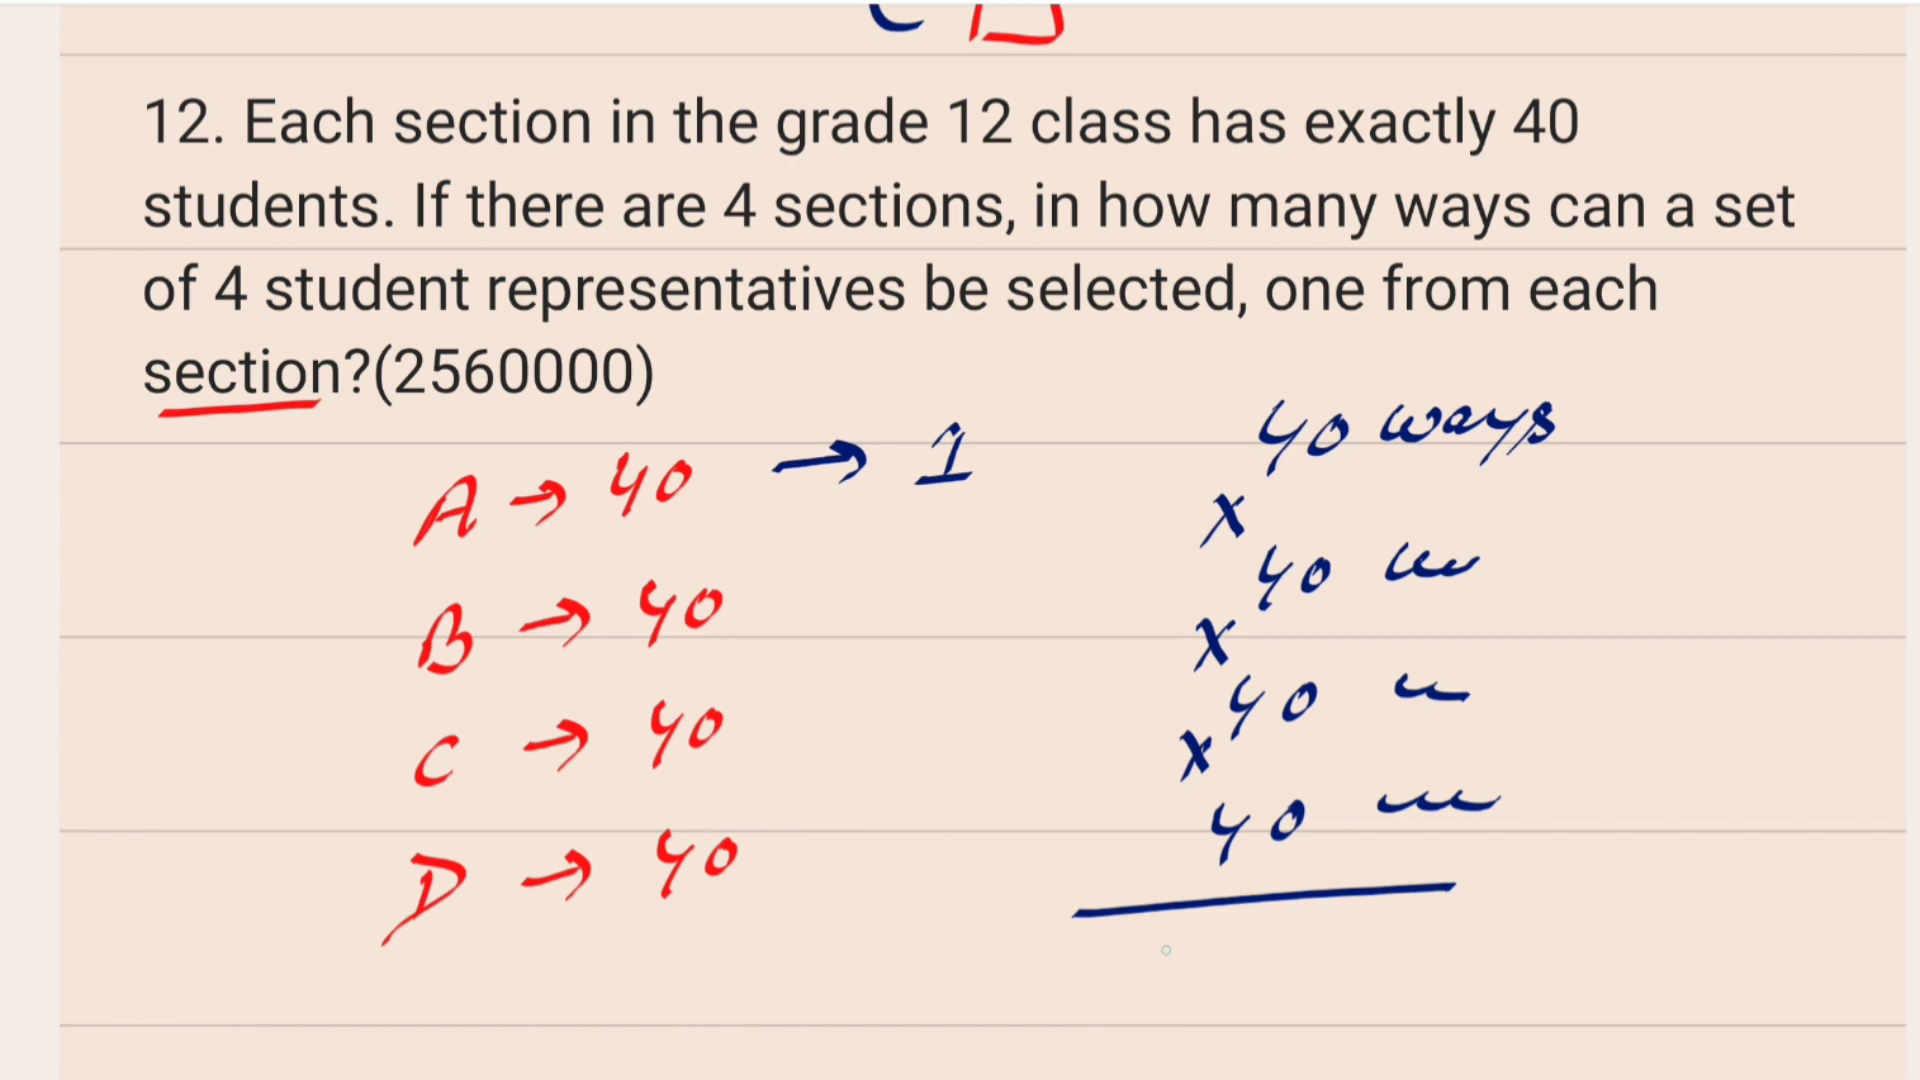 12. Each section in the grade 12 class has exactly 40
students. If there are 4 sections, in how many ways can a set
of 4 student representatives be selected, one from each
section?(2560000)
A → 40 → 1
B → 40
C → 40
D → 40
40 ways
x
40 "
x
40 "
x
40 "